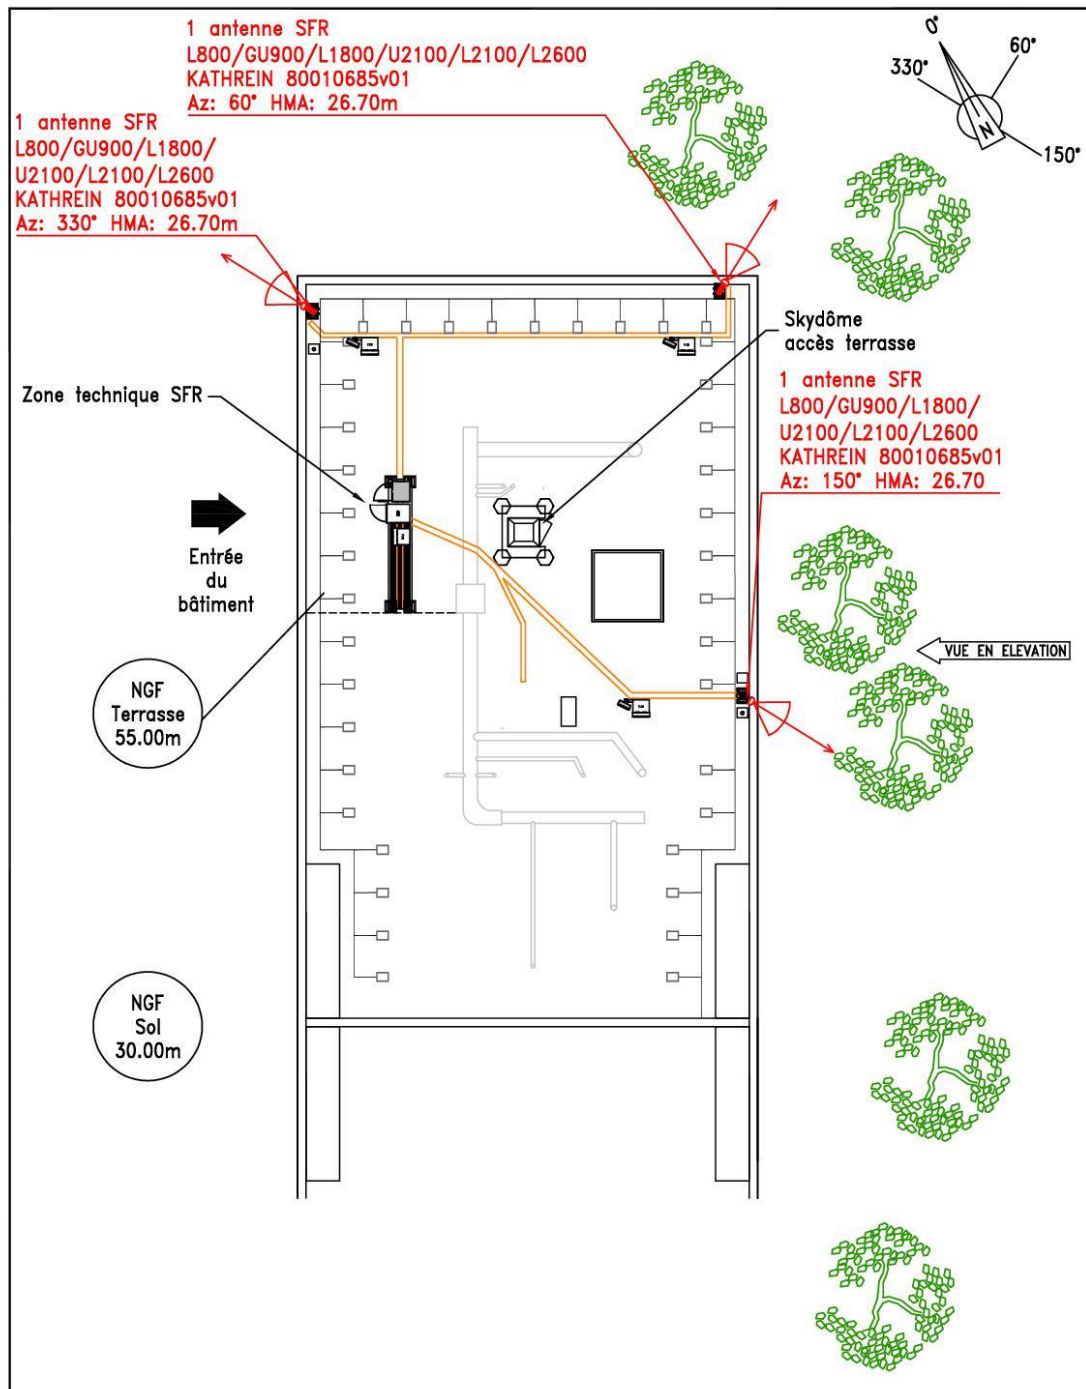 1 antenne SFR
L800/GU900/L1800/U2100/L2100/L2600
KATHREIN 80010685v01
Az: 60° HMA: 26.70m
0°
60°
330°
N
150°
1 antenne SFR
L800/GU900/L1800/
U2100/L2100/L2600
KATHREIN 80010685v01
Az: 330° HMA: 26.70m
Skydôme
accès terrasse
Zone technique SFR
1 antenne SFR
L800/GU900/L1800/
U2100/L2100/L2600
KATHREIN 80010685v01
Az: 150° HMA: 26.70
Entrée
du
bâtiment
VUE EN ELEVATION
NGF
Terrasse
55.00m
NGF
Sol
30.00m